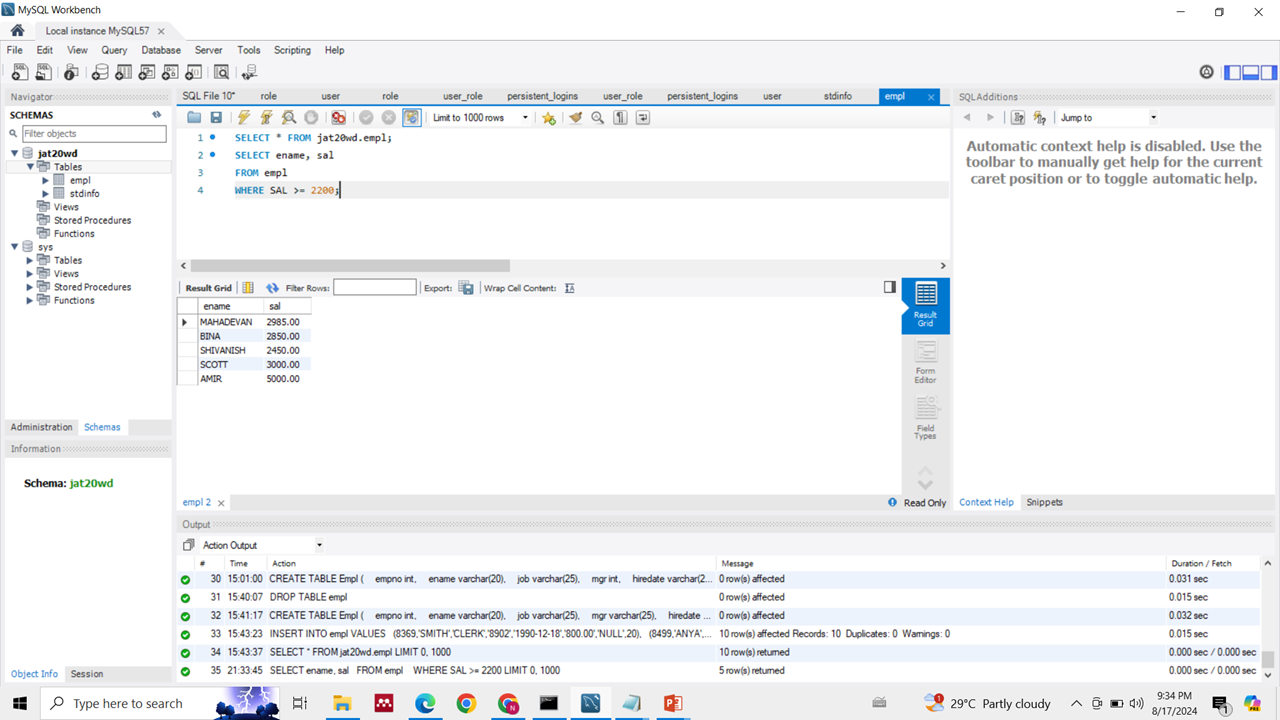 MySQL Workbench
Local instance MySQL57
File Edit View Query Database Server Tools Scripting Help
Navigator
SCHEMAS
Filter objects
jat20wd
Tables
empl
stdinfo
Views
Stored Procedures
Functions
sys
Tables
Views
Stored Procedures
Functions
Administration Schemas
Information
Schema: jat20wd
Object Info Session
SQL File 10* role user role user_role persistent_logins user_role persistent_logins user stdinfo empl
Limit to 1000 rows
1 SELECT * FROM jat20wd.empl;
2 SELECT ename, sal
3 FROM empl
4 WHERE SAL >= 2200;
Result Grid Filter Rows: Export: Wrap Cell Content:
ename sal
MAHADEVAN 2985.00
BINA 2850.00
SHIVANISH 2450.00
SCOTT 3000.00
AMIR 5000.00
Result
Grid
Form
Editor
Field
Types
empl 2
Read Only
SQLAdditions
Jump to
Automatic context help is disabled. Use the
toolbar to manually get help for the current
caret position or to toggle automatic help.
Context Help Snippets
Output
Action Output
# Time Action Message Duration / Fetch
30 15:01:00 CREATE TABLE Empl ( empno int, ename varchar(20), job varchar(25), mgr int, hiredate varchar(2... 0 row(s) affected 0.031 sec
31 15:40:07 DROP TABLE empl 0 row(s) affected 0.015 sec
32 15:41:17 CREATE TABLE Empl ( empno int, ename varchar(20), job varchar(25), mgr varchar(25), hiredate ... 0 row(s) affected 0.032 sec
33 15:43:23 INSERT INTO empl VALUES (8369,'SMITH','CLERK','8902','1990-12-18','800.00','NULL',20), (8499,'ANYA',... 10 row(s) affected Records: 10 Duplicates: 0 Warnings: 0 0.015 sec
34 15:43:37 SELECT * FROM jat20wd.empl LIMIT 0, 1000 10 row(s) returned 0.000 sec / 0.000 sec
35 21:33:45 SELECT ename, sal FROM empl WHERE SAL >= 2200 LIMIT 0, 1000 5 row(s) returned 0.000 sec / 0.000 sec
Type here to search
29°C Partly cloudy
9:34 PM
8/17/2024
1